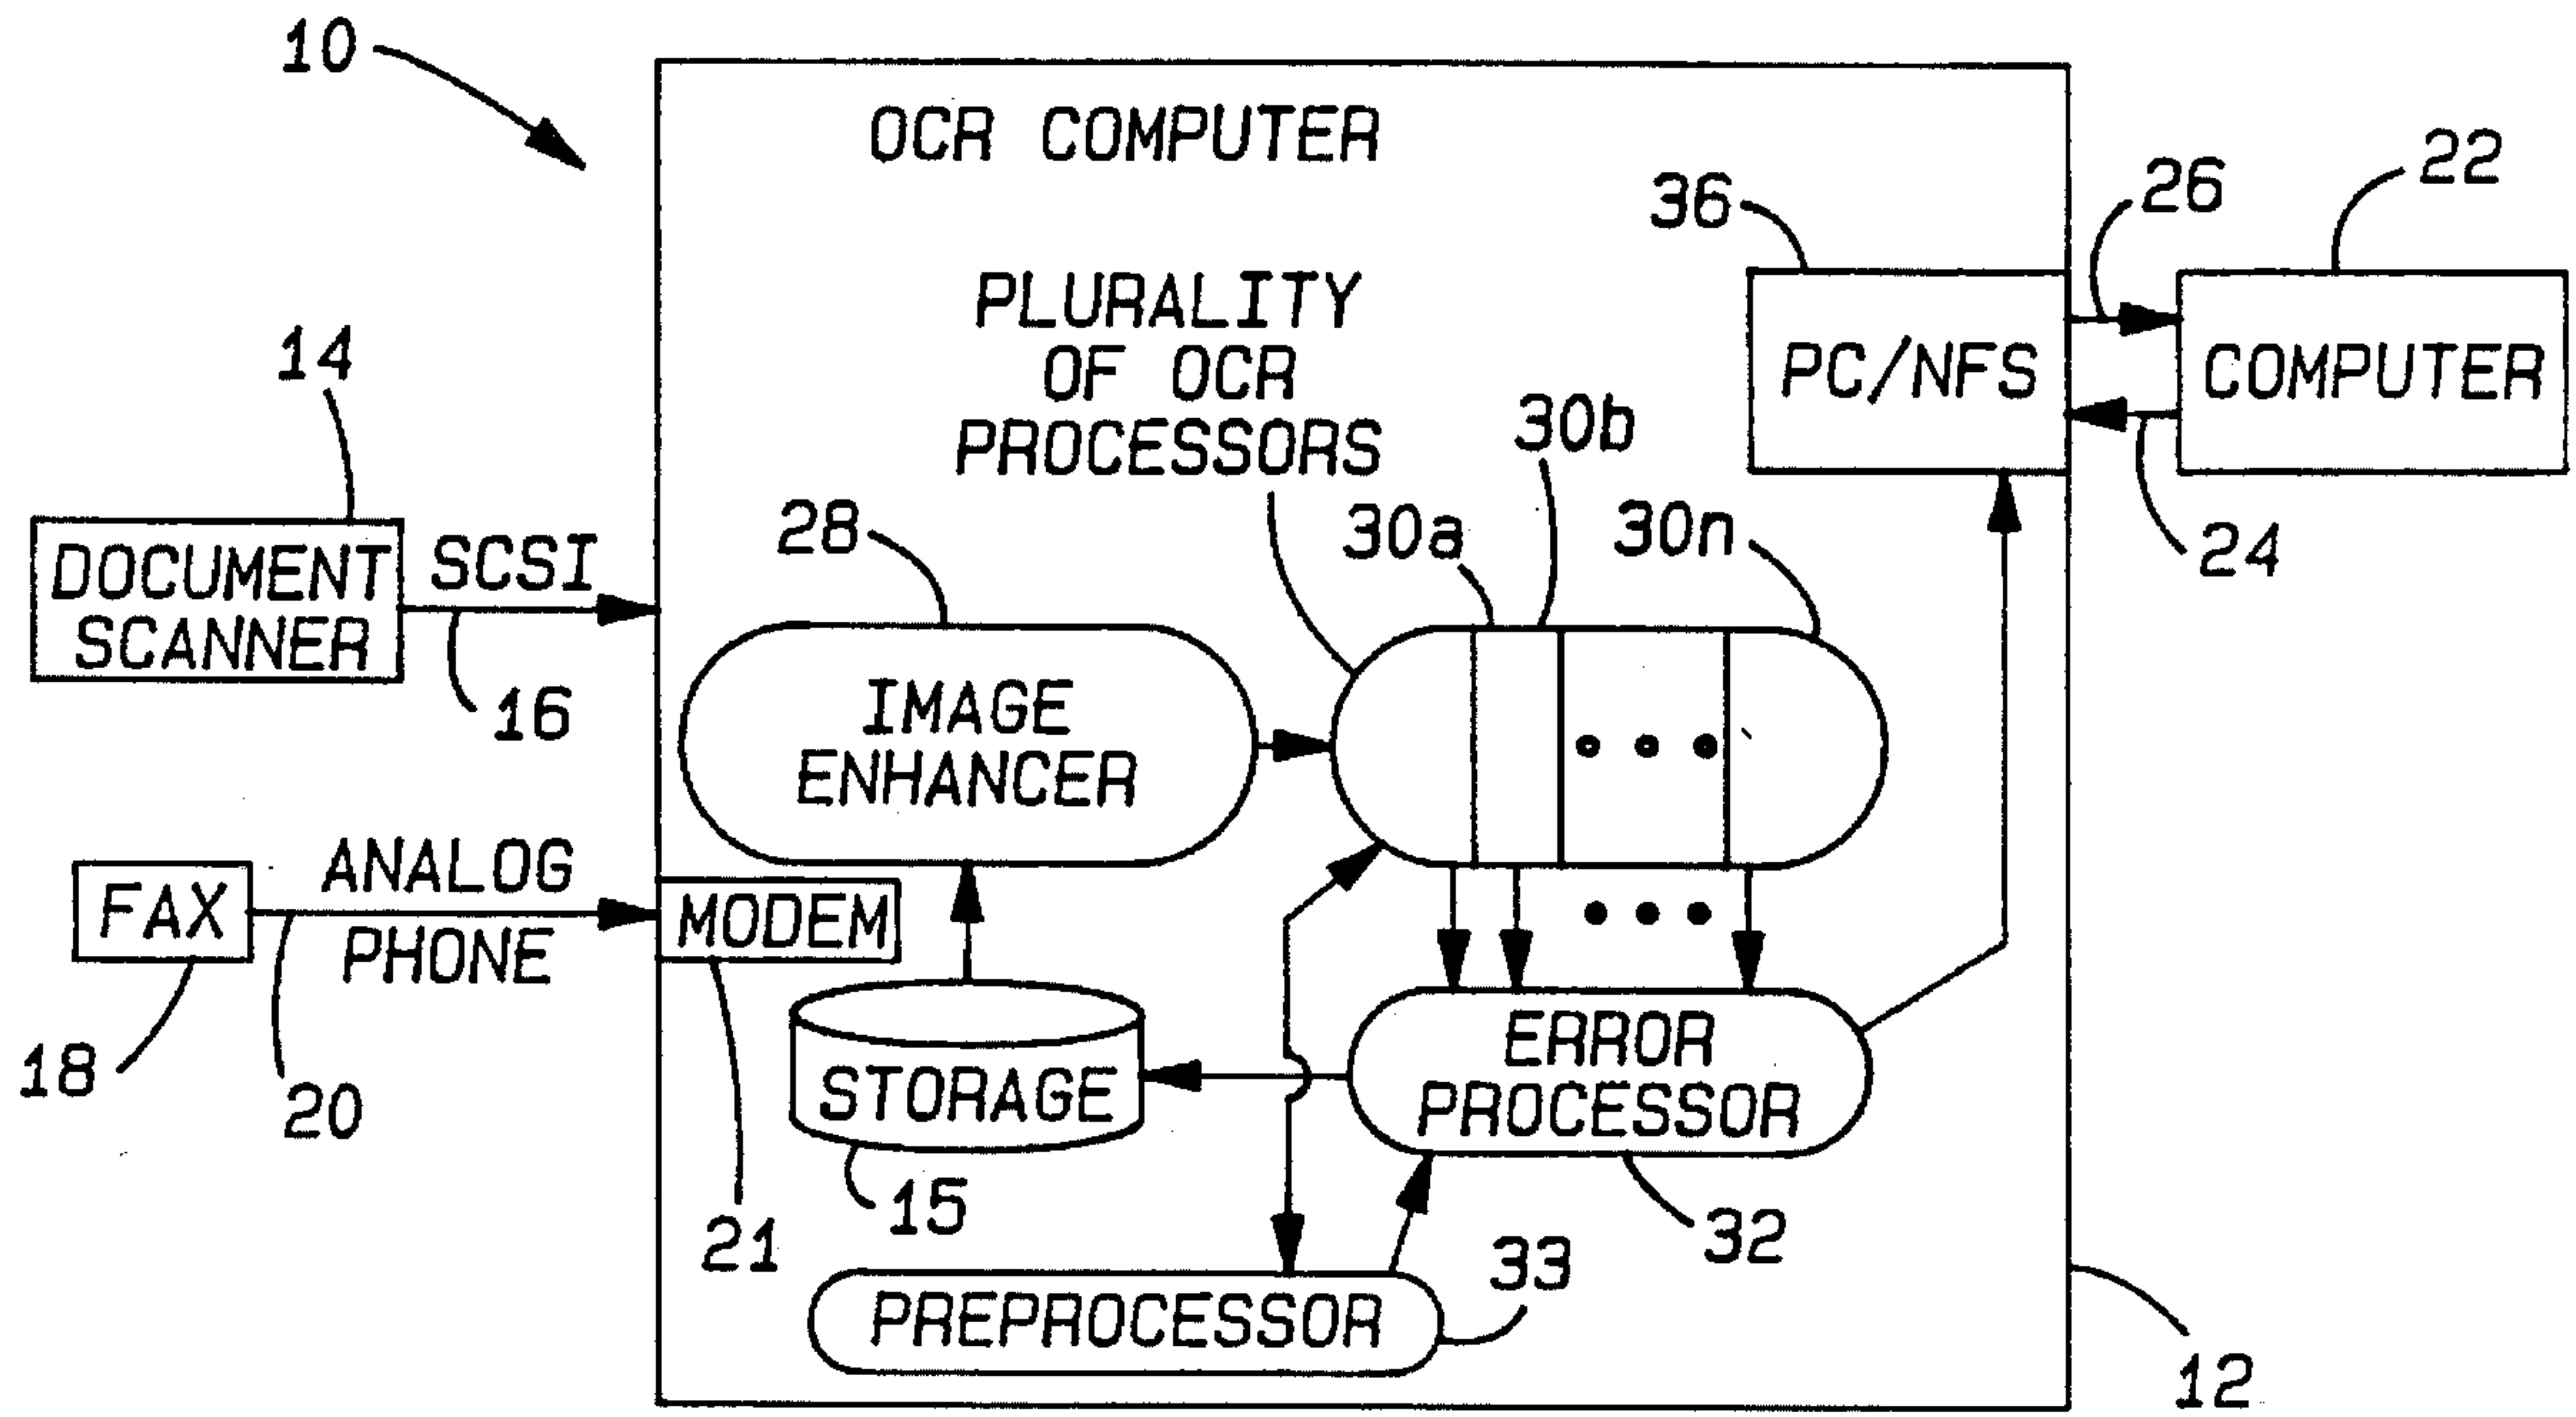 10
OCR COMPUTER
22
26
36
PLURALITY
OF OCR
PROCESSORS
PC/NFS
COMPUTER
14
30b
30a
30n
28
24
DOCUMENT
SCANNER
SCSI
16
IMAGE
ENHANCER
ANALOG
PHONE
FAX
MODEM
18
20
STORAGE
ERROR
PROCESSOR
15
21
32
33
PREPROCESSOR
12